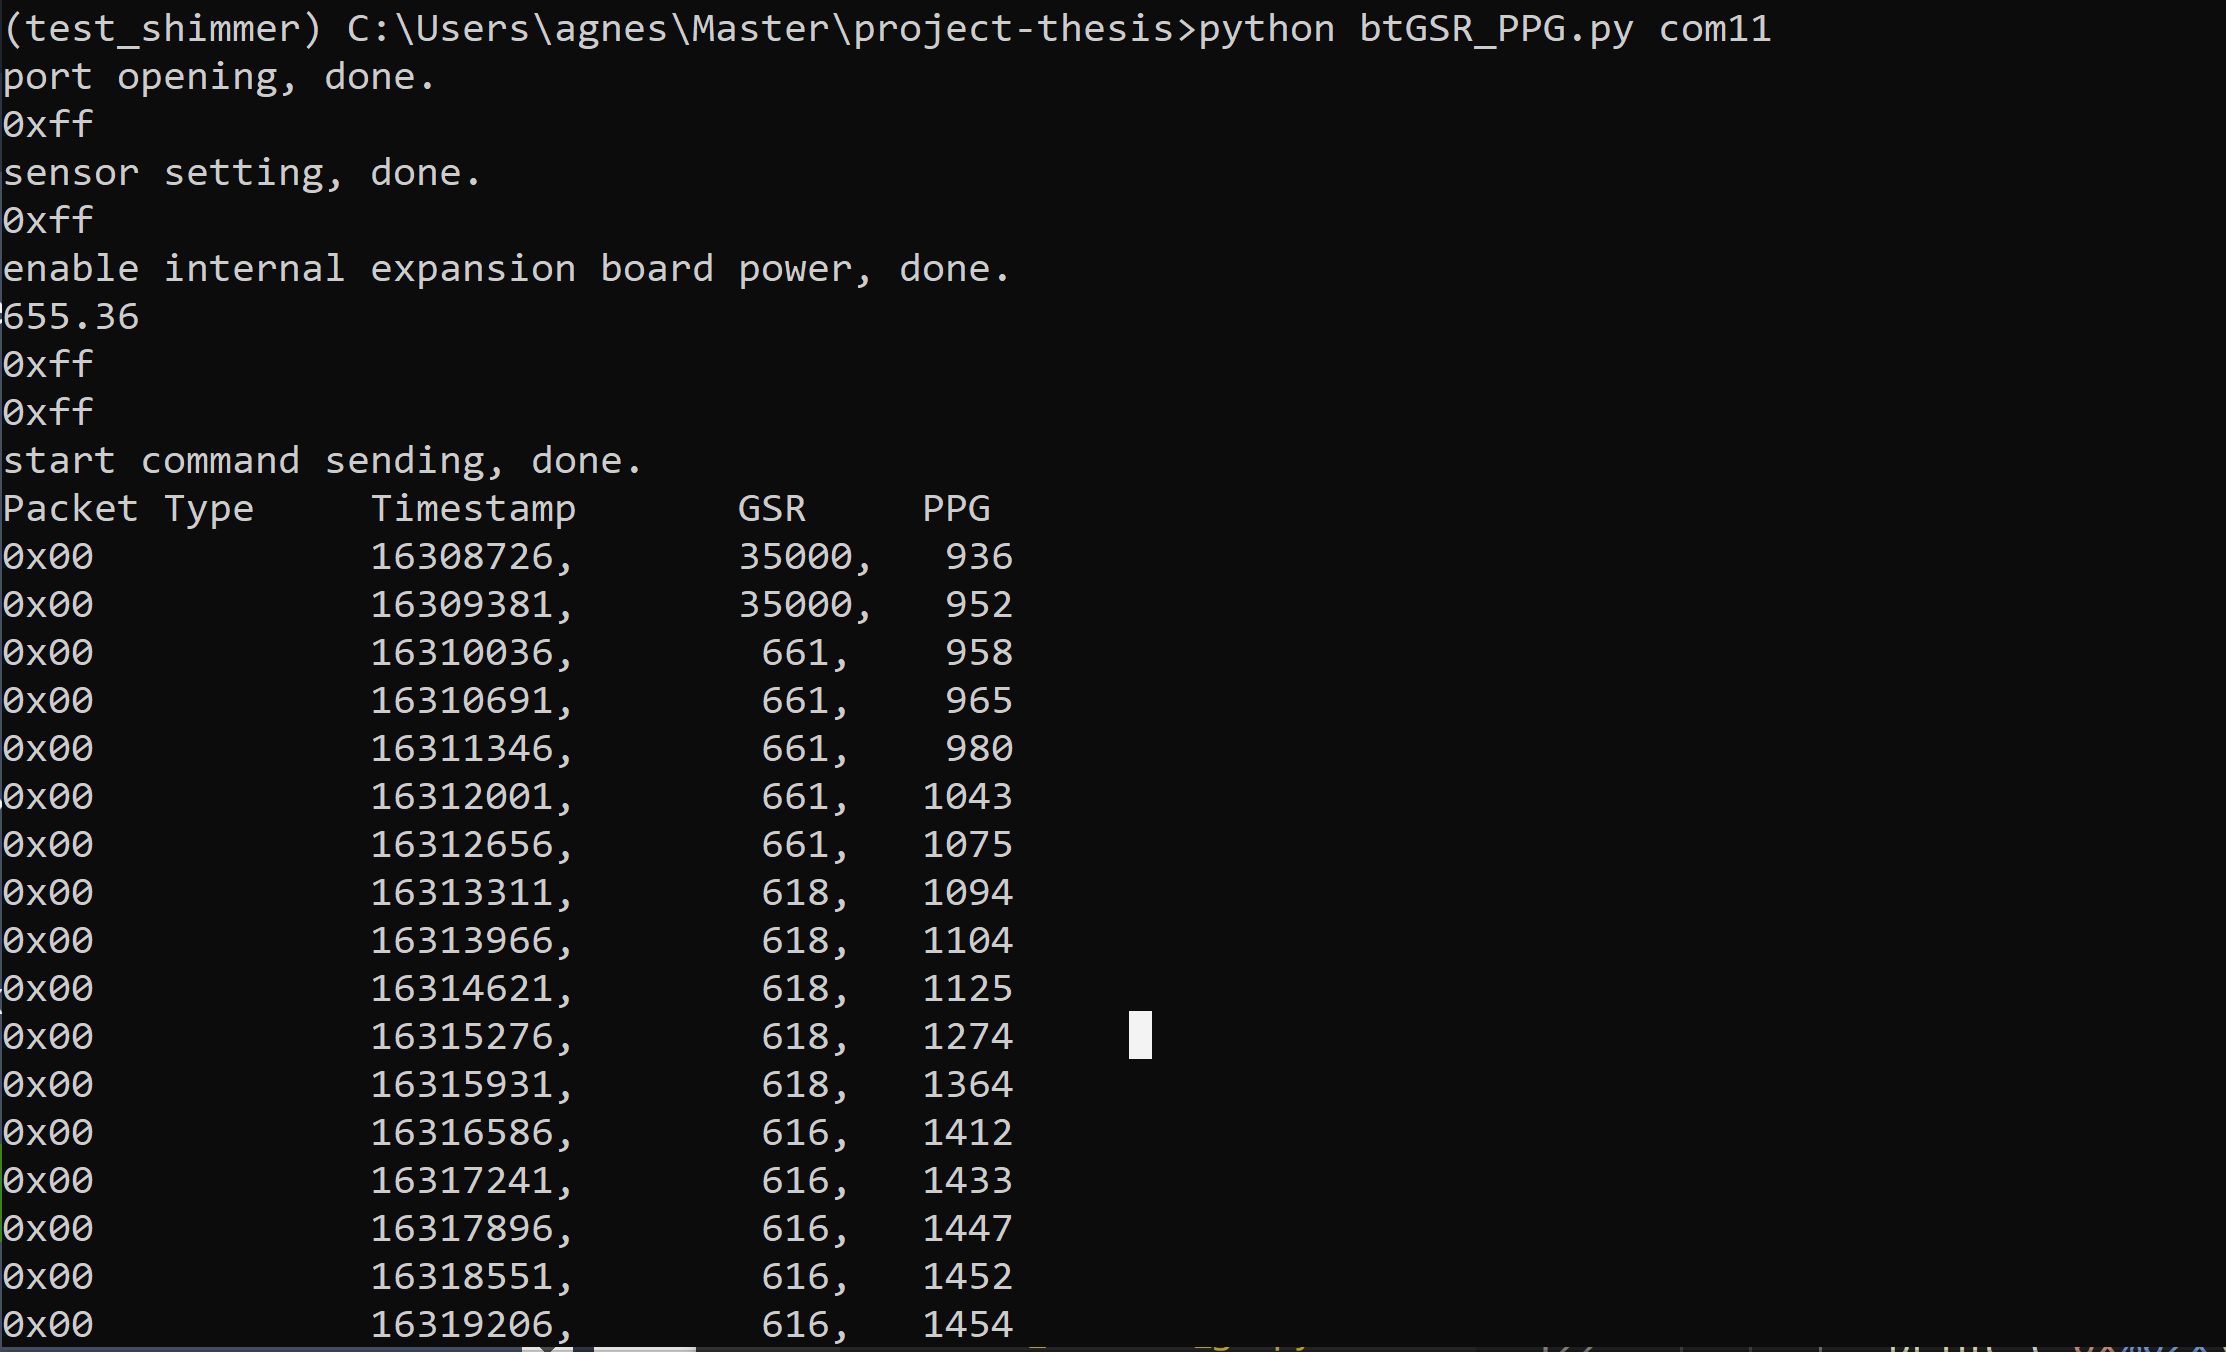 (test_shimmer) C:\Users\agnes\Master\project-thesis>python btGSR_PPG.py com11
port opening, done.
0xff
sensor setting, done.
0xff
enable internal expansion board power, done.
655.36
0xff
0xff
start command sending, done.
Packet Type     Timestamp       GSR     PPG
0x00            16308726,       35000,   936
0x00            16309381,       35000,   952
0x00            16310036,        661,    958
0x00            16310691,        661,    965
0x00            16311346,        661,    980
0x00            16312001,        661,   1043
0x00            16312656,        661,   1075
0x00            16313311,        618,   1094
0x00            16313966,        618,   1104
0x00            16314621,        618,   1125
0x00            16315276,        618,   1274
0x00            16315931,        618,   1364
0x00            16316586,        616,   1412
0x00            16317241,        616,   1433
0x00            16317896,        616,   1447
0x00            16318551,        616,   1452
0x00            16319206,        616,   1454